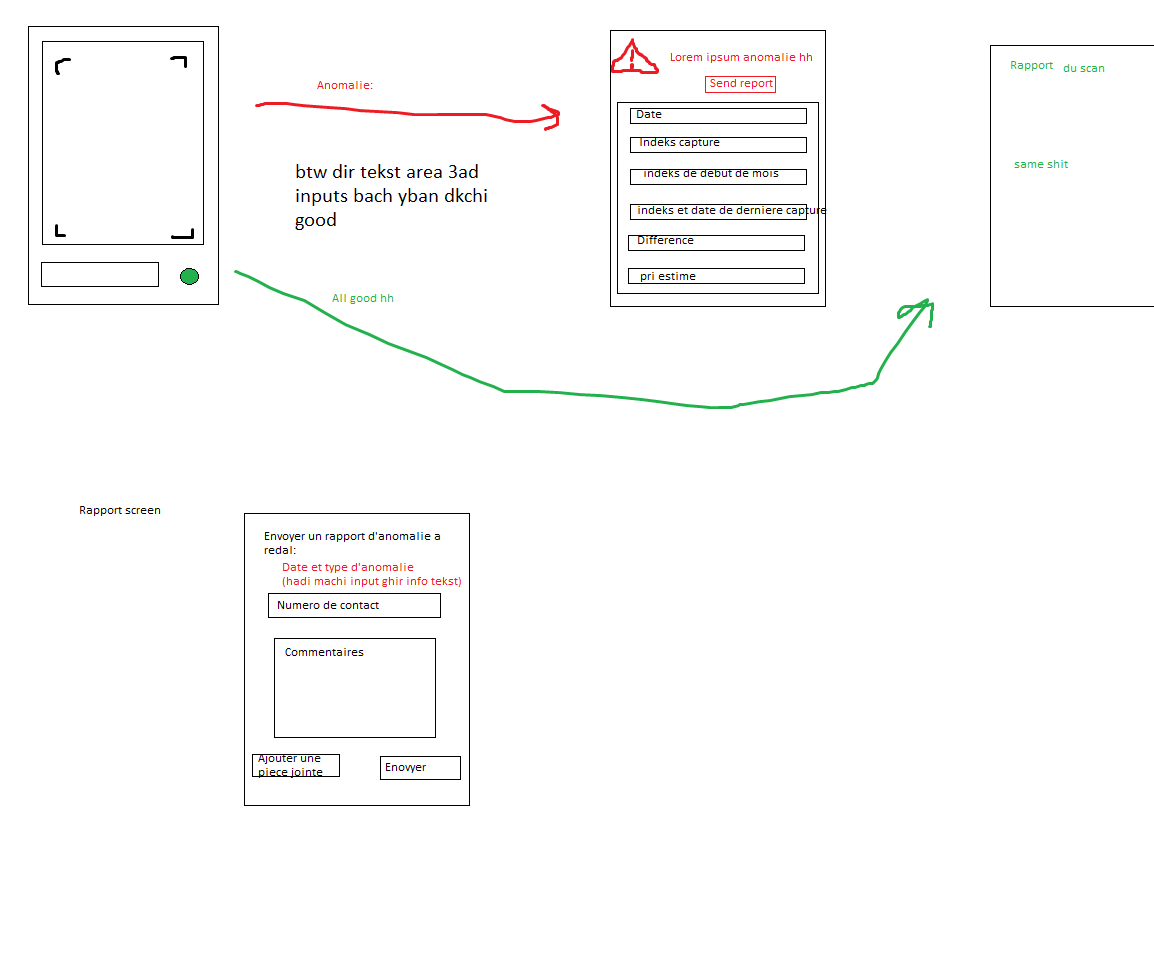 Anomalie:
btw dir tekst area 3ad
inputs bach yban dkchi
good
All good hh
Lorem ipsum anomalie hh
Send report
Date
Indeks capture
indeks de debut de mois
indeks et date de derniere capture
Difference
pri estime
Rapport du scan
same shit
Rapport screen
Envoyer un rapport d'anomalie a
redal:
Date et type d'anomalie
(hadi machi input ghir info tekst)
Numero de contact
Commentaires
Ajouter une
piece jointe
Enovyer